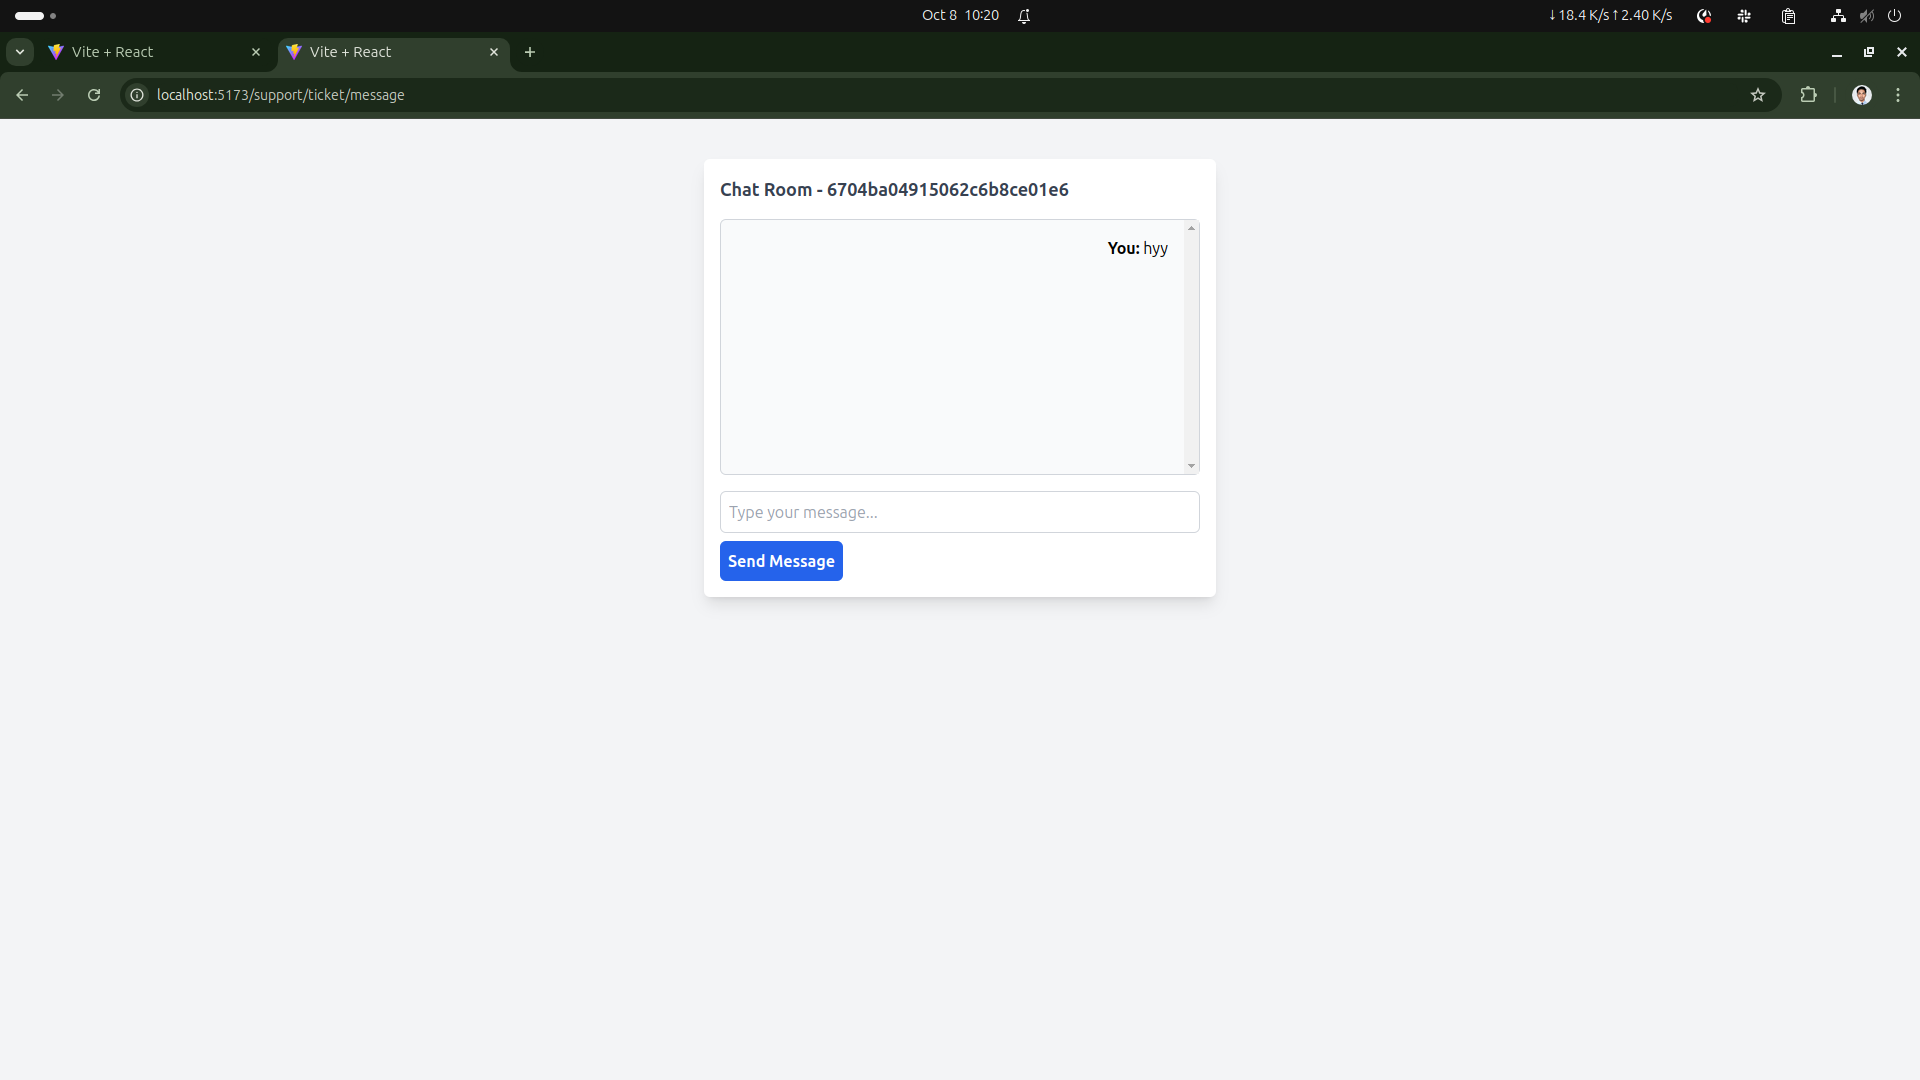 Oct 8 10:20
↓18.4 K/s↑2.40 K/s
Vite + React
Vite + React
localhost:5173/support/ticket/message
Chat Room - 6704ba04915062c6b8ce01e6
You: hyy
Type your message...
Send Message